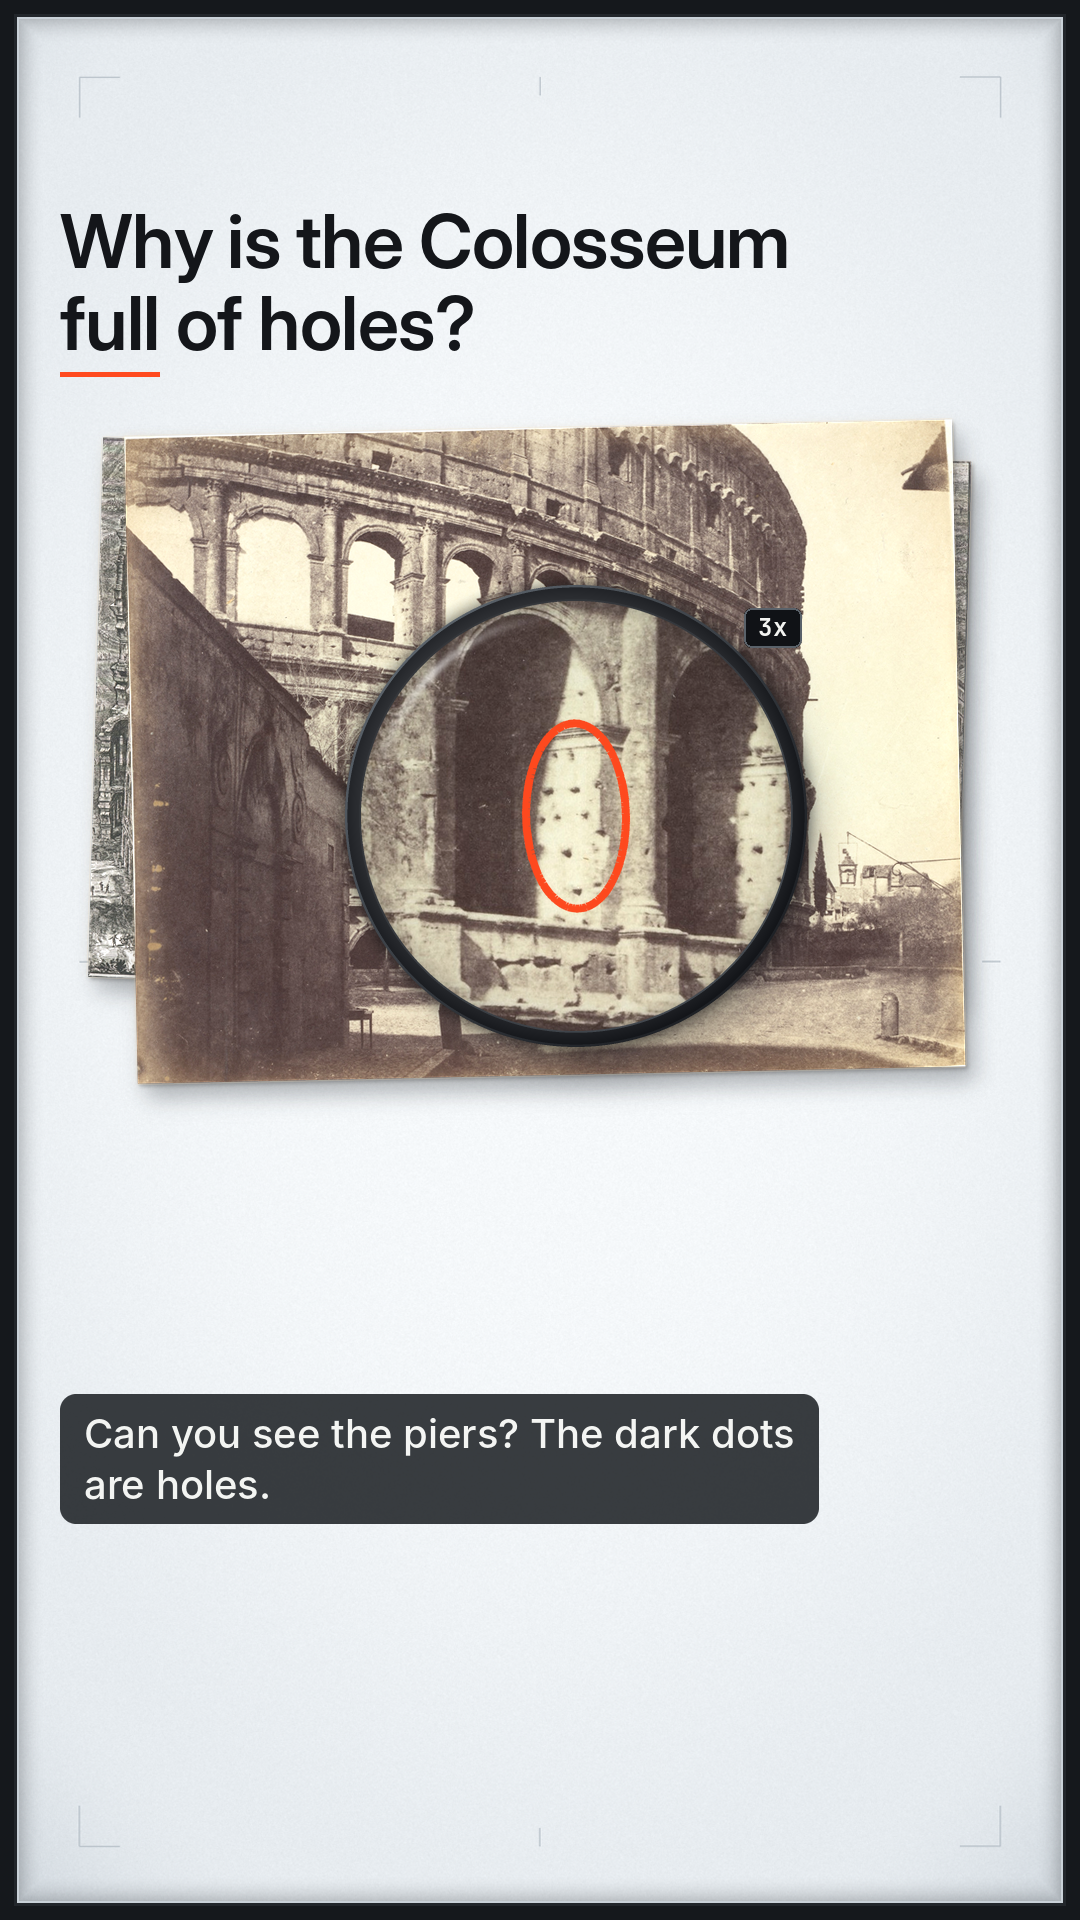 Why is the Colosseum
full of holes?
3x
Can you see the piers? The dark dots
are holes.